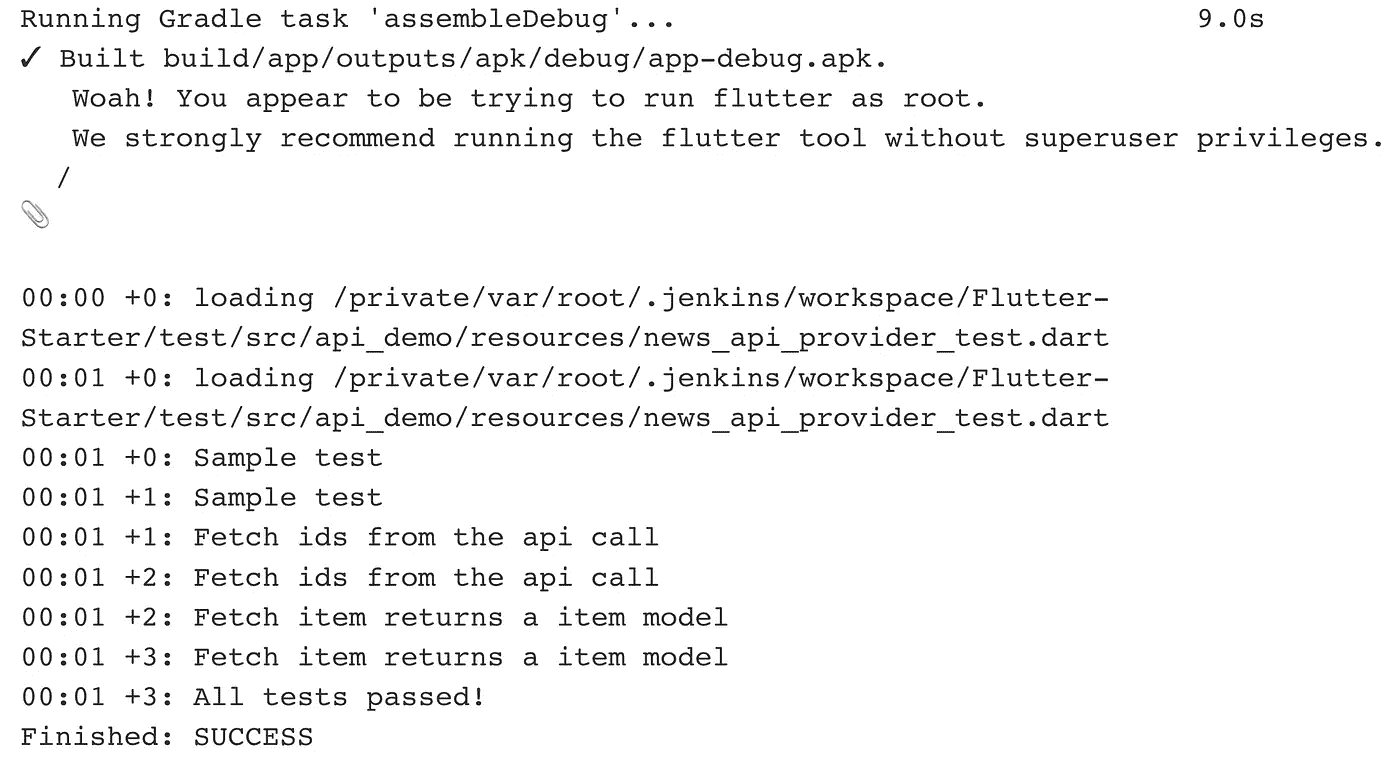 Running Gradle task 'assembleDebug'... 9.0s
✓ Built build/app/outputs/apk/debug/app-debug.apk.
Woah! You appear to be trying to run flutter as root.
We strongly recommend running the flutter tool without superuser privileges.
/
📎
00:00 +0: loading /private/var/root/.jenkins/workspace/Flutter-
Starter/test/src/api_demo/resources/news_api_provider_test.dart
00:01 +0: loading /private/var/root/.jenkins/workspace/Flutter-
Starter/test/src/api_demo/resources/news_api_provider_test.dart
00:01 +0: Sample test
00:01 +1: Sample test
00:01 +1: Fetch ids from the api call
00:01 +2: Fetch ids from the api call
00:01 +2: Fetch item returns a item model
00:01 +3: Fetch item returns a item model
00:01 +3: All tests passed!
Finished: SUCCESS